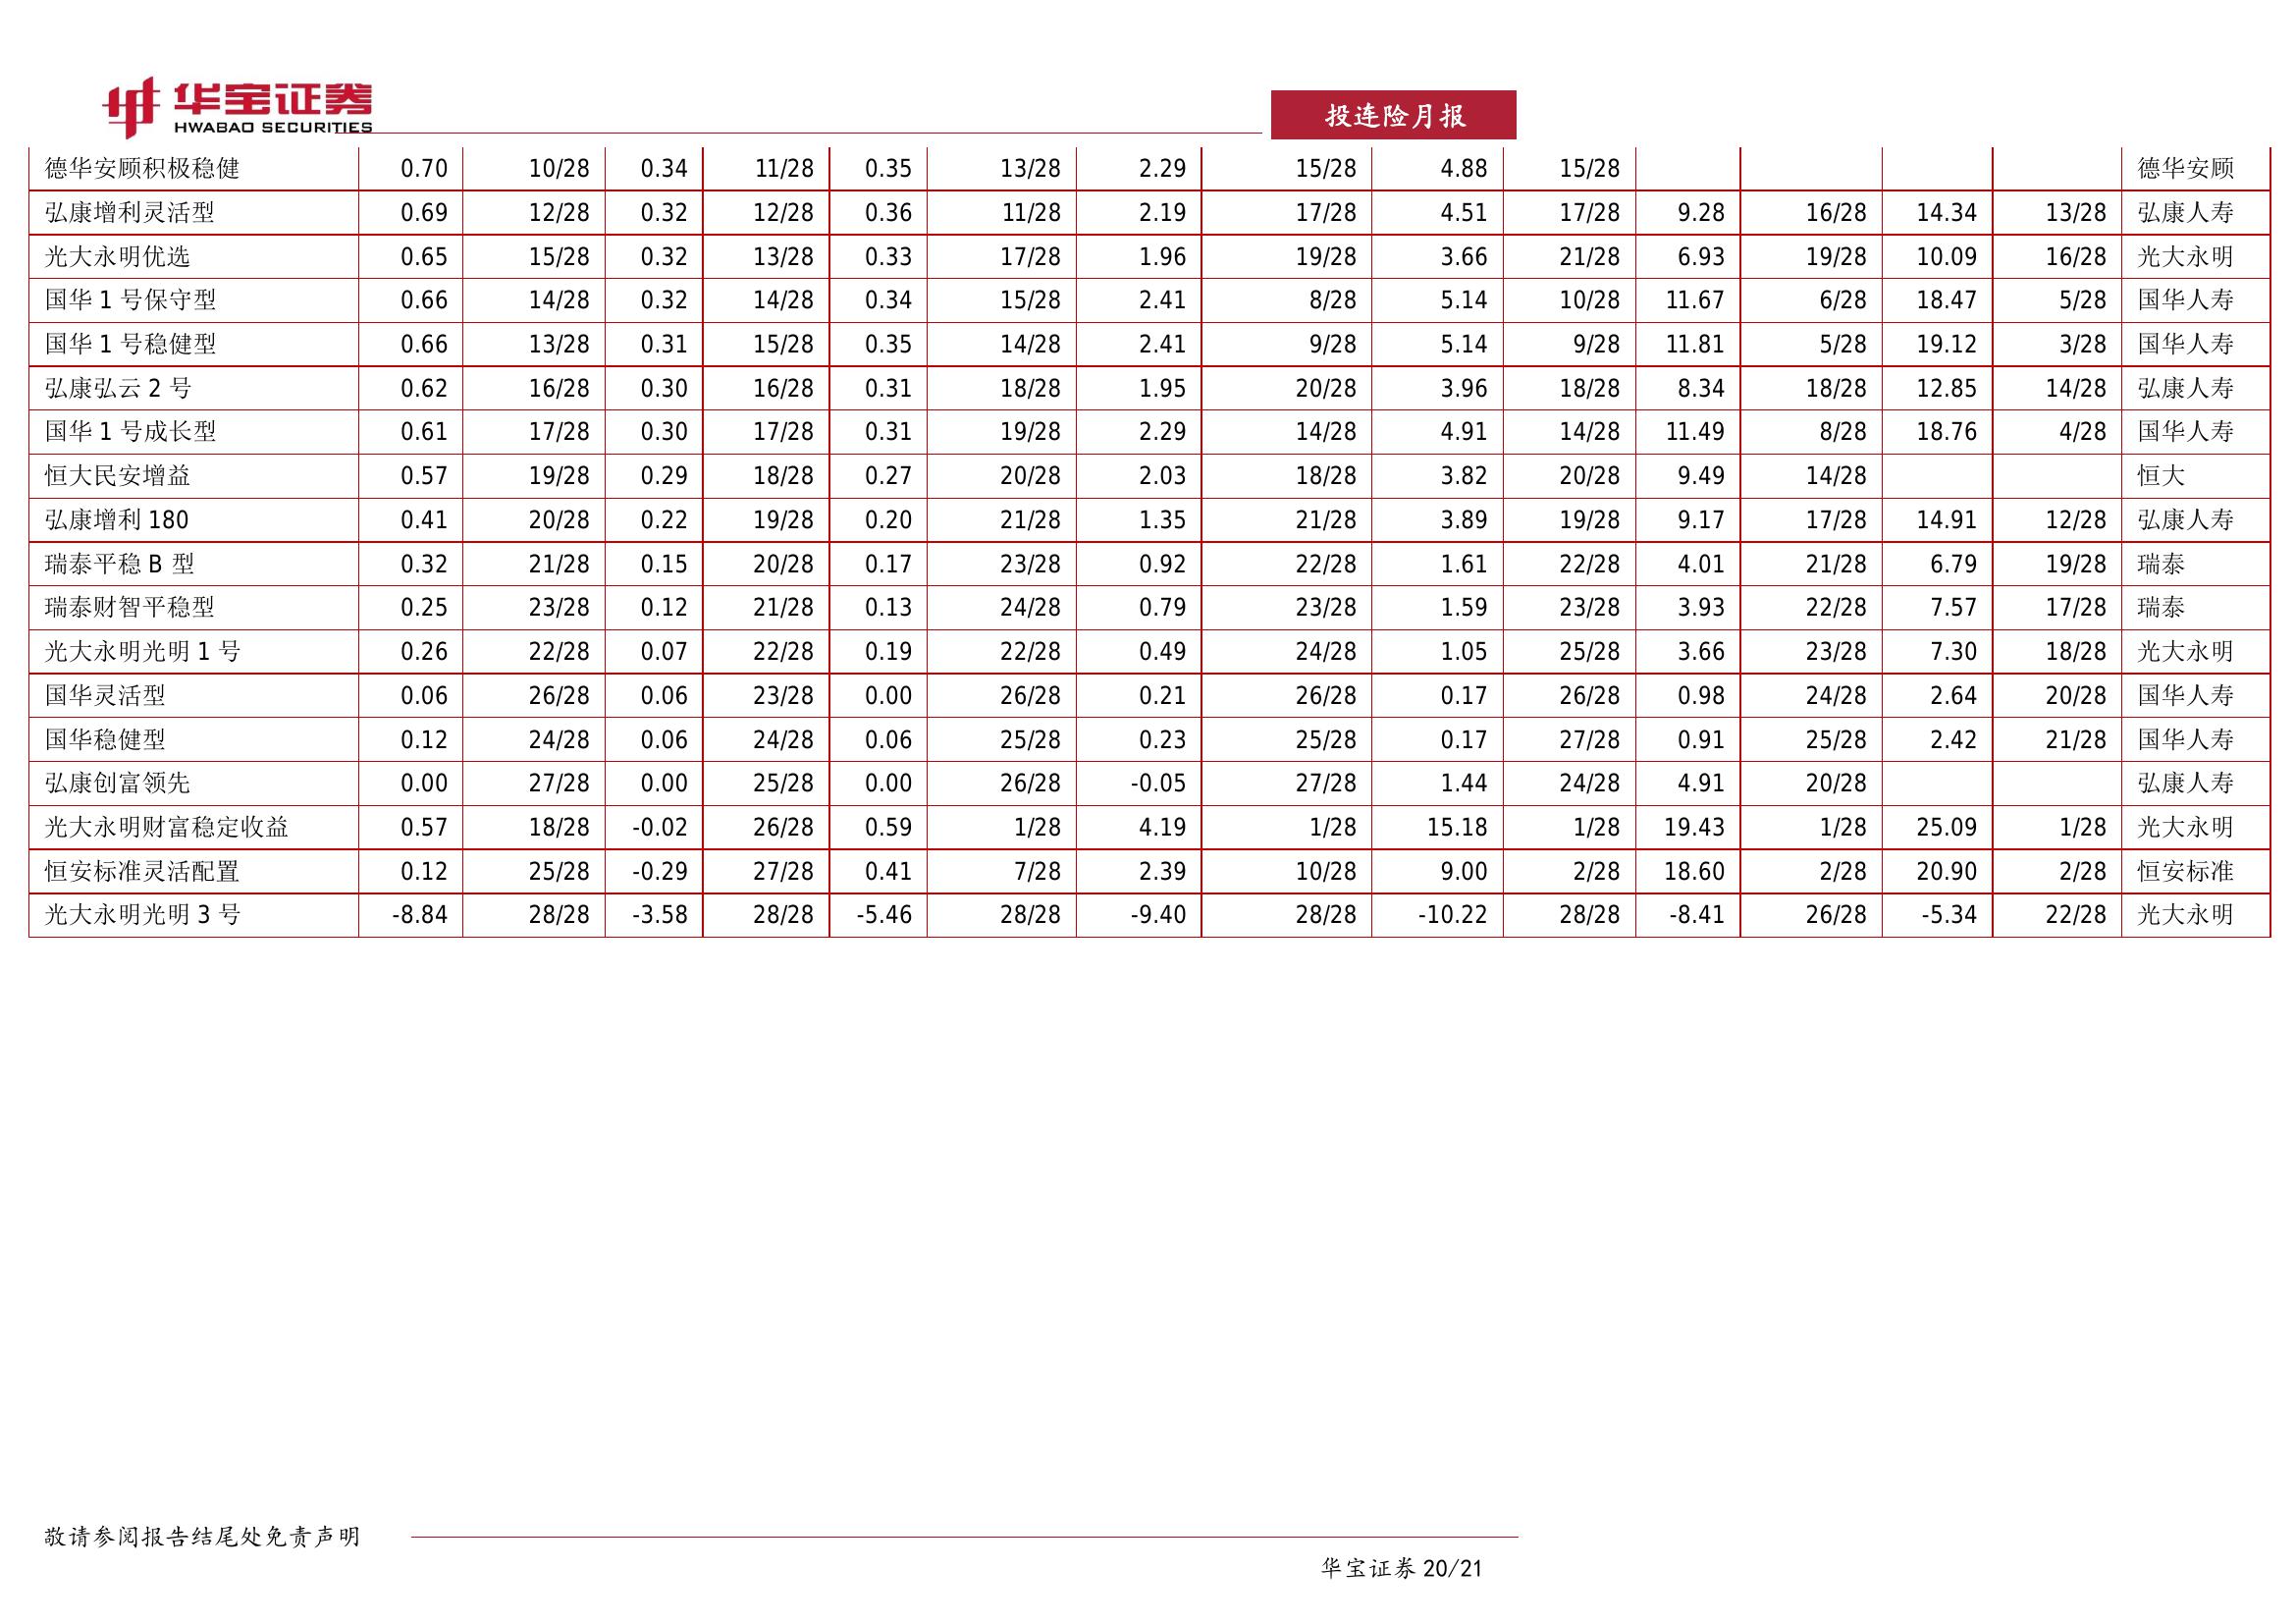 华宝证券
HWABAO SECURITIES
投连险月报
德华安顾积极稳健 0.70 10/28 0.34 11/28 0.35 13/28 2.29 15/28 4.88 15/28 德华安顾
弘康增利灵活型 0.69 12/28 0.32 12/28 0.36 11/28 2.19 17/28 4.51 17/28 9.28 16/28 14.34 13/28 弘康人寿
光大永明优选 0.65 15/28 0.32 13/28 0.33 17/28 1.96 19/28 3.66 21/28 6.93 19/28 10.09 16/28 光大永明
国华 1 号保守型 0.66 14/28 0.32 14/28 0.34 15/28 2.41 8/28 5.14 10/28 11.67 6/28 18.47 5/28 国华人寿
国华 1 号稳健型 0.66 13/28 0.31 15/28 0.35 14/28 2.41 9/28 5.14 9/28 11.81 5/28 19.12 3/28 国华人寿
弘康弘云 2 号 0.62 16/28 0.30 16/28 0.31 18/28 1.95 20/28 3.96 18/28 8.34 18/28 12.85 14/28 弘康人寿
国华 1 号成长型 0.61 17/28 0.30 17/28 0.31 19/28 2.29 14/28 4.91 14/28 11.49 8/28 18.76 4/28 国华人寿
恒大民安增益 0.57 19/28 0.29 18/28 0.27 20/28 2.03 18/28 3.82 20/28 9.49 14/28 恒大
弘康增利 180 0.41 20/28 0.22 19/28 0.20 21/28 1.35 21/28 3.89 19/28 9.17 17/28 14.91 12/28 弘康人寿
瑞泰平稳 B 型 0.32 21/28 0.15 20/28 0.17 23/28 0.92 22/28 1.61 22/28 4.01 21/28 6.79 19/28 瑞泰
瑞泰财智平稳型 0.25 23/28 0.12 21/28 0.13 24/28 0.79 23/28 1.59 23/28 3.93 22/28 7.57 17/28 瑞泰
光大永明光明 1 号 0.26 22/28 0.07 22/28 0.19 22/28 0.49 24/28 1.05 25/28 3.66 23/28 7.30 18/28 光大永明
国华灵活型 0.06 26/28 0.06 23/28 0.00 26/28 0.21 26/28 0.17 26/28 0.98 24/28 2.64 20/28 国华人寿
国华稳健型 0.12 24/28 0.06 24/28 0.06 25/28 0.23 25/28 0.17 27/28 0.91 25/28 2.42 21/28 国华人寿
弘康创富领先 0.00 27/28 0.00 25/28 0.00 26/28 -0.05 27/28 1.44 24/28 4.91 20/28 弘康人寿
光大永明财富稳定收益 0.57 18/28 -0.02 26/28 0.59 1/28 4.19 1/28 15.18 1/28 19.43 1/28 25.09 1/28 光大永明
恒安标准灵活配置 0.12 25/28 -0.29 27/28 0.41 7/28 2.39 10/28 9.00 2/28 18.60 2/28 20.90 2/28 恒安标准
光大永明光明 3 号 -8.84 28/28 -3.58 28/28 -5.46 28/28 -9.40 28/28 -10.22 28/28 -8.41 26/28 -5.34 22/28 光大永明
敬请参阅报告结尾处免责声明
华宝证券 20/21